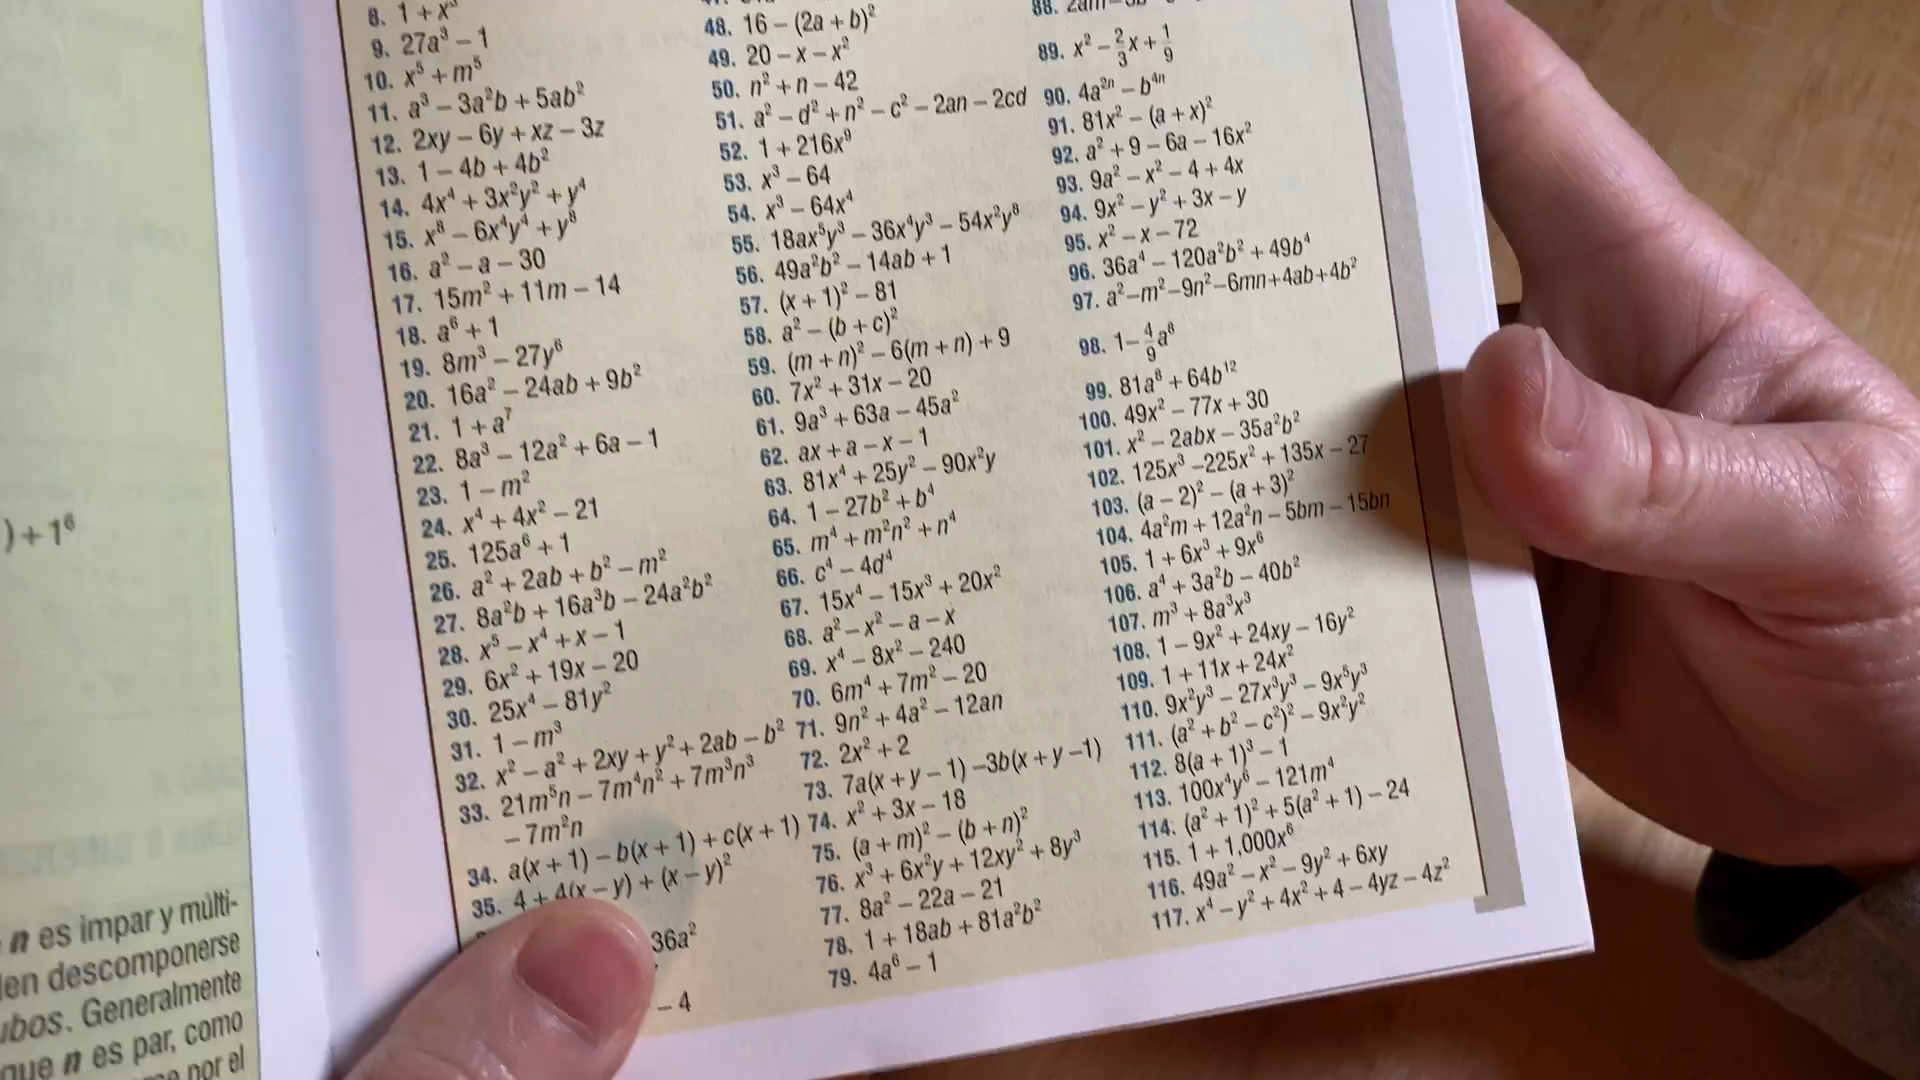 ) + 1⁶
n es impar y múlti-
len descomponerse
ubos. Generalmente
que n es par, como
por el
8. 1 + x³
9. 27a³ – 1
10. x⁵ + m⁵
11. a³ – 3a²b + 5ab²
12. 2xy – 6y + xz – 3z
13. 1 – 4b + 4b²
14. 4x⁴ + 3x²y² + y⁴
15. x⁸ – 6x⁴y⁴ + y⁸
16. a² – a – 30
17. 15m² + 11m – 14
18. a⁶ + 1
19. 8m³ – 27y⁶
20. 16a² – 24ab + 9b²
21. 1 + a⁷
22. 8a³ – 12a² + 6a – 1
23. 1 – m²
24. x⁴ + 4x² – 21
25. 125a⁶ + 1
26. a² + 2ab + b² – m²
27. 8a²b + 16a³b – 24a²b²
28. x⁵ – x⁴ + x – 1
29. 6x² + 19x – 20
30. 25x⁴ – 81y²
31. 1 – m³
32. x² – a² + 2xy + y² + 2ab – b²
33. 21m⁵n – 7m⁴n² + 7m³n³
– 7m²n
34. a(x + 1) – b(x + 1) + c(x + 1)
35. 4 + 4(x – y) + (x – y)²
36a²
– 4
48. 16 – (2a + b)²
49. 20 – x – x²
50. n² + n – 42
51. a² – d² + n² – c² – 2an – 2cd
52. 1 + 216x⁹
53. x³ – 64
54. x³ – 64x⁴
55. 18ax⁵y³ – 36x⁴y³ – 54x²y⁸
56. 49a²b² – 14ab + 1
57. (x + 1)² – 81
58. a² – (b + c)²
59. (m + n)² – 6(m + n) + 9
60. 7x² + 31x – 20
61. 9a³ + 63a – 45a²
62. ax + a – x – 1
63. 81x⁴ + 25y² – 90x²y
64. 1 – 27b² + b⁴
65. m⁴ + m²n² + n⁴
66. c⁴ – 4d⁴
67. 15x⁴ – 15x³ + 20x²
68. a² – x² – a – x
69. x⁴ – 8x² – 240
70. 6m⁴ + 7m² – 20
71. 9n² + 4a² – 12an
72. 2x² + 2
73. 7a(x + y – 1) – 3b(x + y – 1)
74. x² + 3x – 18
75. (a + m)² – (b + n)²
76. x³ + 6x²y + 12xy² + 8y³
77. 8a² – 22a – 21
78. 1 + 18ab + 81a²b²
79. 4a⁶ – 1
88.
89. x² – 2/3x + 1/9
90. 4a²ⁿ – b⁴ⁿ
91. 81x² – (a + x)²
92. a² + 9 – 6a – 16x²
93. 9a² – x² – 4 + 4x
94. 9x² – y² + 3x – y
95. x² – x – 72
96. 36a⁴ – 120a²b² + 49b⁴
97. a²–m²–9n²–6mn+4ab+4b²
98. 1– 4/9a⁸
99. 81a⁸ + 64b¹²
100. 49x² – 77x + 30
101. x² – 2abx – 35a²b²
102. 125x³ –225x² + 135x – 27
103. (a – 2)² – (a + 3)²
104. 4a²m + 12a²n – 5bm – 15bn
105. 1 + 6x³ + 9x⁶
106. a⁴ + 3a²b – 40b²
107. m³ + 8a³x³
108. 1 – 9x² + 24xy – 16y²
109. 1 + 11x + 24x²
110. 9x²y³ – 27x³y³ – 9x⁵y³
111. (a² + b² – c²)² – 9x²y²
112. 8(a + 1)³ – 1
113. 100x⁴y⁶ – 121m⁴
114. (a² + 1)² + 5(a² + 1) – 24
115. 1 + 1,000x⁶
116. 49a² – x² – 9y² + 6xy
117. x⁴ – y² + 4x² + 4 – 4yz – 4z²